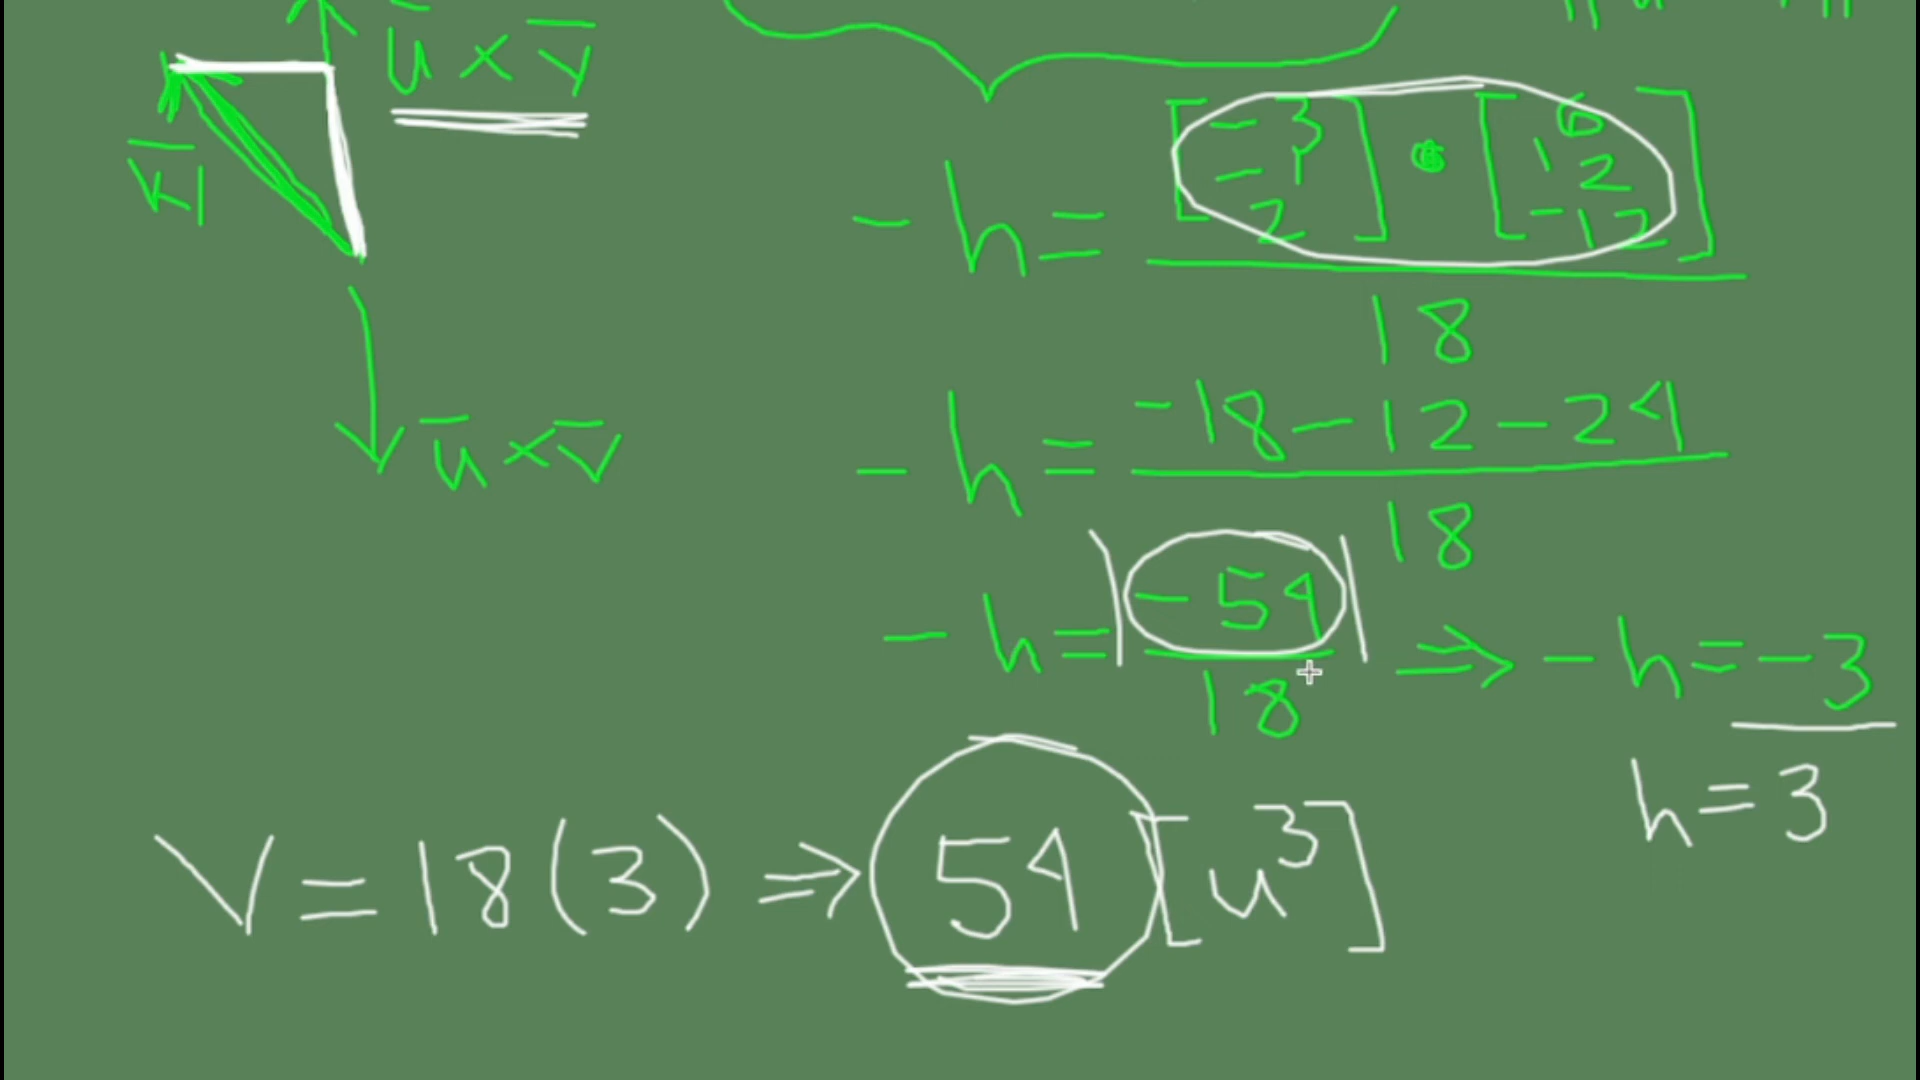 ū × v̄
w̄
-h = [[-3 -1 2] • [6 12 -12]] / 18
ū × v̄
-h = -18 - 12 - 24 / 18
-h = |-54| / 18 ⇒ -h = -3
h = 3
V = 18(3) ⇒ 54 [u³]